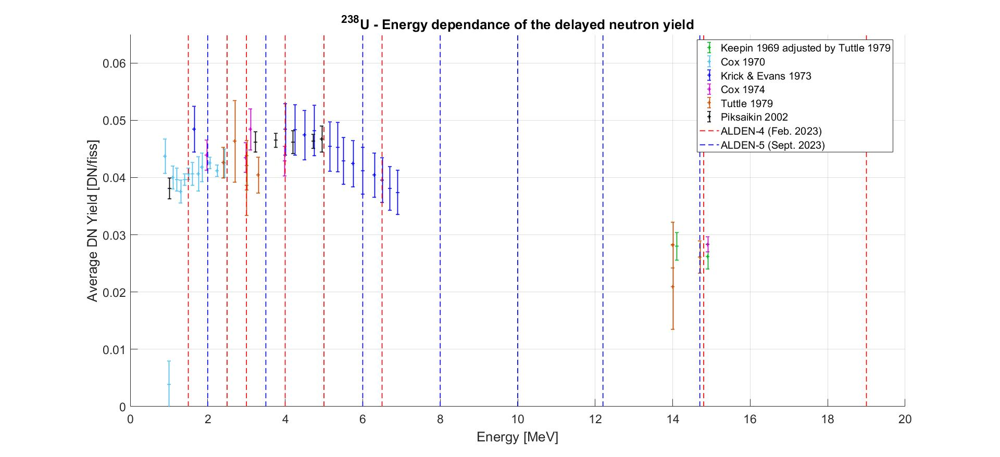 ²³⁸U - Energy dependance of the delayed neutron yield
Average DN Yield [DN/fiss]
0.06
0.05
0.04
0.03
0.02
0.01
0
0 2 4 6 8 10 12 14 16 18 20
Energy [MeV]
Keepin 1969 adjusted by Tuttle 1979
Cox 1970
Krick & Evans 1973
Cox 1974
Tuttle 1979
Piksaikin 2002
ALDEN-4 (Feb. 2023)
ALDEN-5 (Sept. 2023)